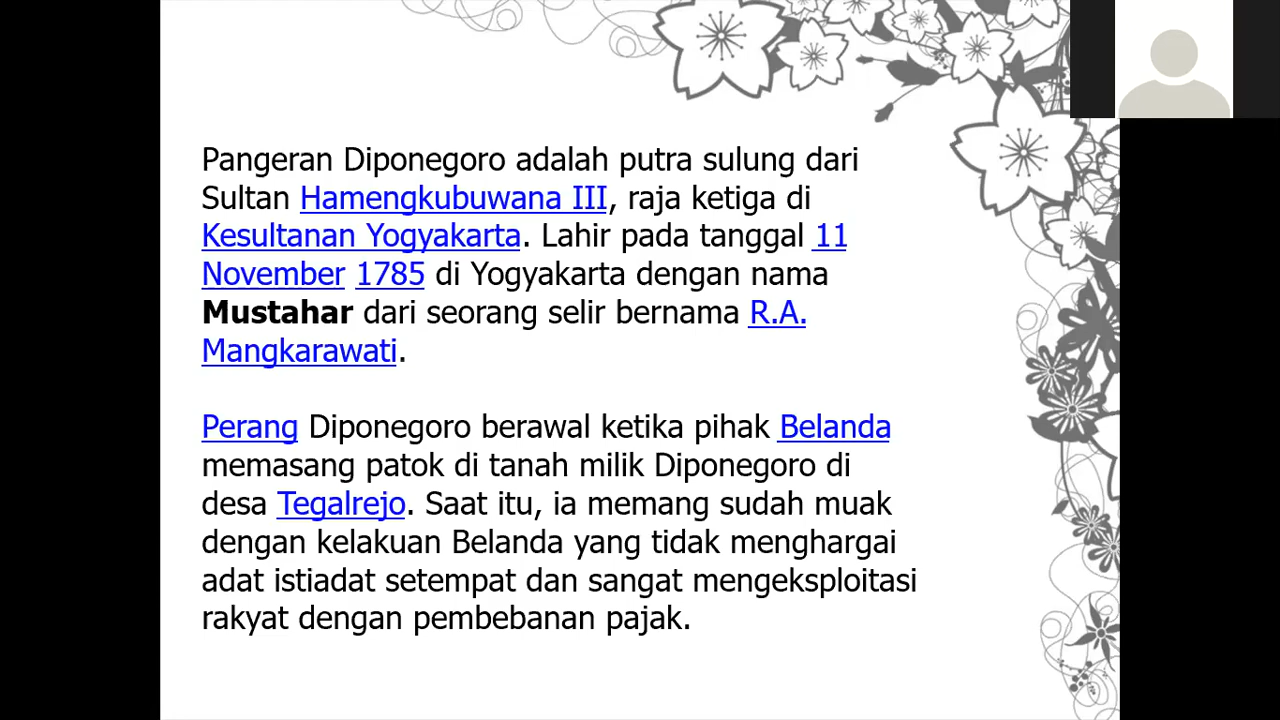 Pangeran Diponegoro adalah putra sulung dari
Sultan Hamengkubuwana III, raja ketiga di
Kesultanan Yogyakarta. Lahir pada tanggal 11
November 1785 di Yogyakarta dengan nama
Mustahar dari seorang selir bernama R.A.
Mangkarawati.
Perang Diponegoro berawal ketika pihak Belanda
memasang patok di tanah milik Diponegoro di
desa Tegalrejo. Saat itu, ia memang sudah muak
dengan kelakuan Belanda yang tidak menghargai
adat istiadat setempat dan sangat mengeksploitasi
rakyat dengan pembebanan pajak.